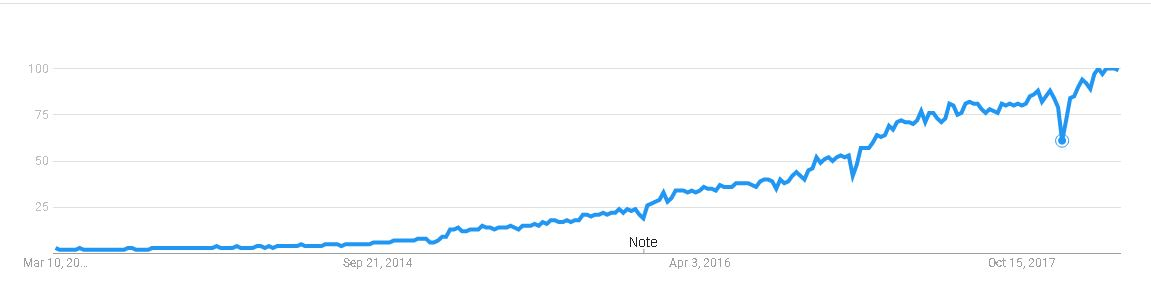 100
75
50
25
Note
Mar 10, 20...
Sep 21, 2014
Apr 3, 2016
Oct 15, 2017